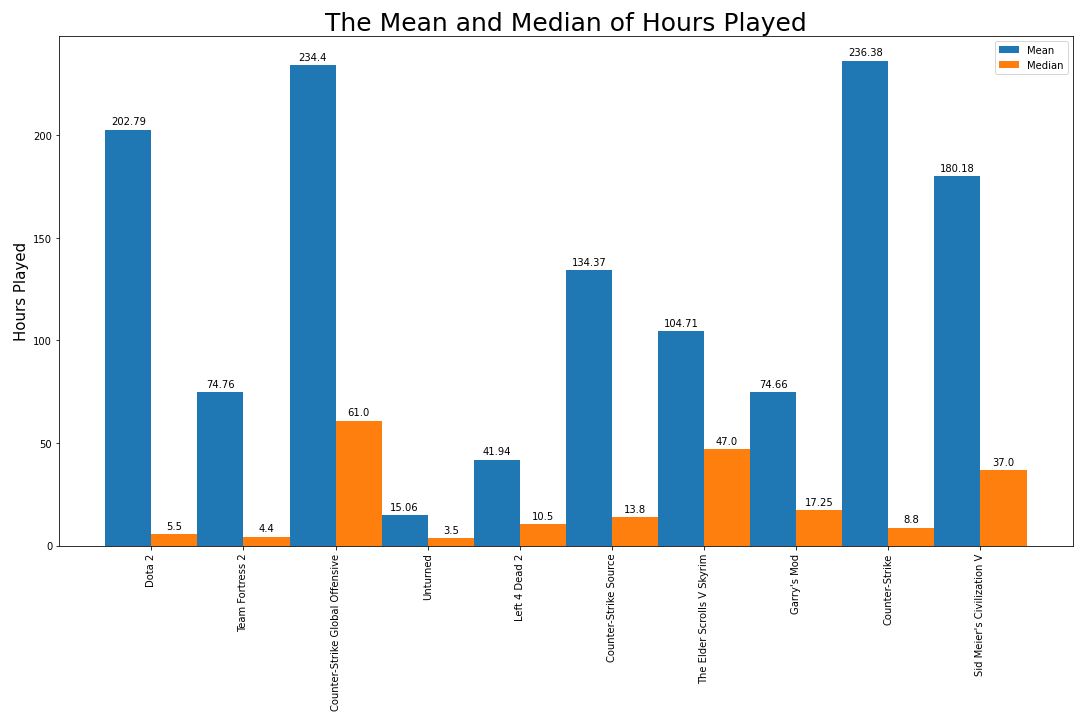 The Mean and Median of Hours Played
Mean
Median
Hours Played
200
150
100
50
0
202.79
5.5
74.76
4.4
234.4
61.0
15.06
3.5
41.94
10.5
134.37
13.8
104.71
47.0
74.66
17.25
236.38
8.8
180.18
37.0
Dota 2
Team Fortress 2
Counter-Strike Global Offensive
Unturned
Left 4 Dead 2
Counter-Strike Source
The Elder Scrolls V Skyrim
Garry's Mod
Counter-Strike
Sid Meier's Civilization V